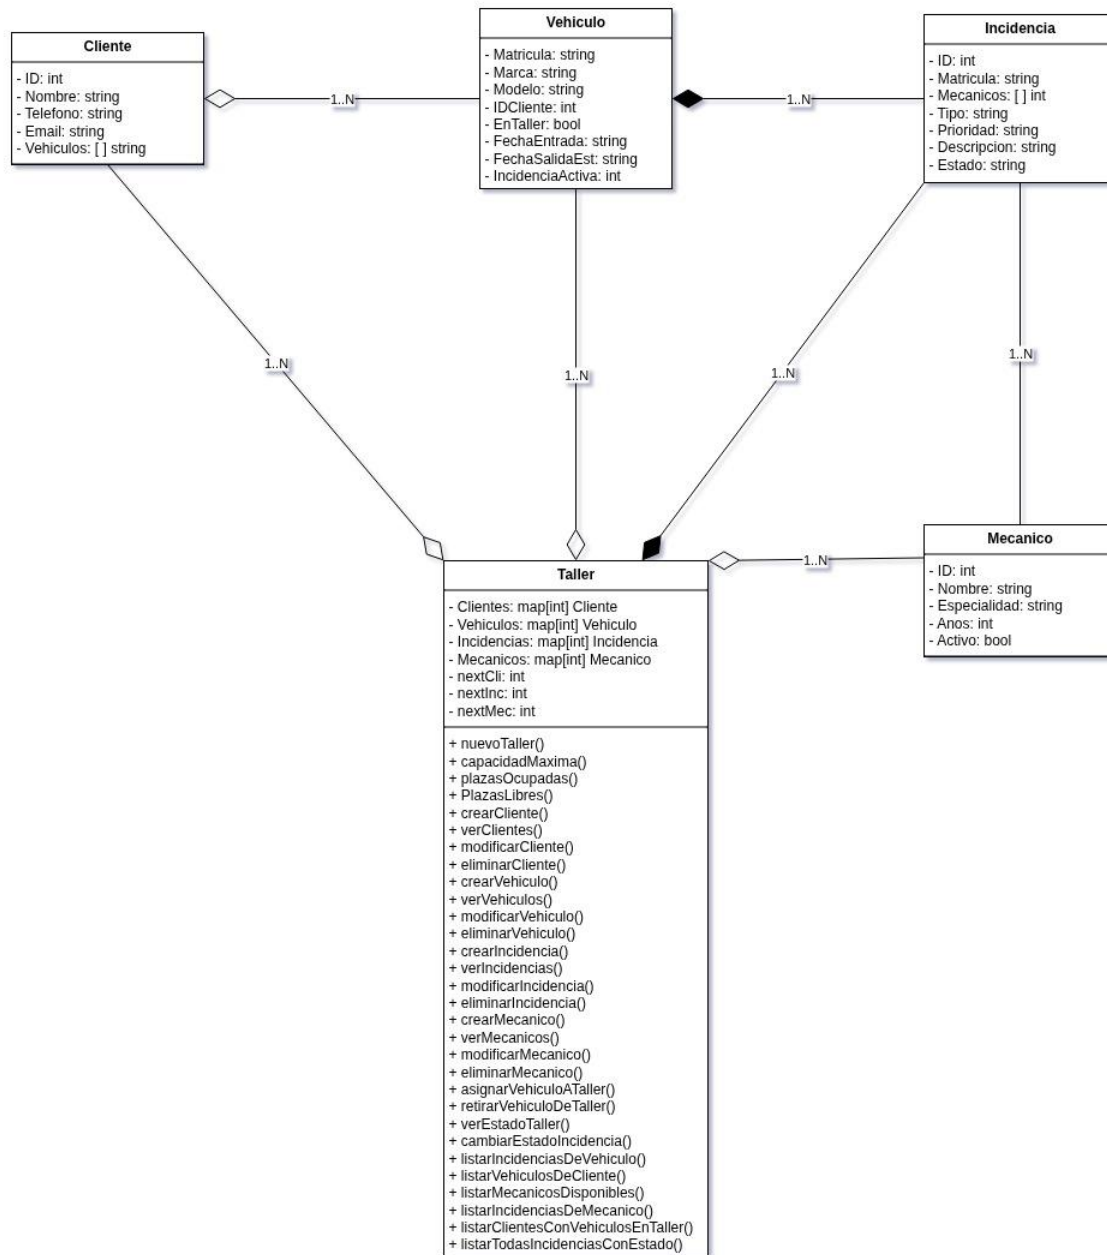 Cliente
- ID: int
- Nombre: string
- Telefono: string
- Email: string
- Vehiculos: [ ] string
1..N
Vehiculo
- Matricula: string
- Marca: string
- Modelo: string
- IDCliente: int
- EnTaller: bool
- FechaEntrada: string
- FechaSalidaEst: string
- IncidenciaActiva: int
1..N
Incidencia
- ID: int
- Matricula: string
- Mecanicos: [ ] int
- Tipo: string
- Prioridad: string
- Descripcion: string
- Estado: string
1..N
1..N
1..N
1..N
Mecanico
- ID: int
- Nombre: string
- Especialidad: string
- Anos: int
- Activo: bool
1..N
Taller
- Clientes: map[int] Cliente
- Vehiculos: map[int] Vehiculo
- Incidencias: map[int] Incidencia
- Mecanicos: map[int] Mecanico
- nextCli: int
- nextInc: int
- nextMec: int
+ nuevoTaller()
+ capacidadMaxima()
+ plazasOcupadas()
+ PlazasLibres()
+ crearCliente()
+ verClientes()
+ modificarCliente()
+ eliminarCliente()
+ crearVehiculo()
+ verVehiculos()
+ modificarVehiculo()
+ eliminarVehiculo()
+ crearIncidencia()
+ verIncidencias()
+ modificarIncidencia()
+ eliminarIncidencia()
+ crearMecanico()
+ verMecanicos()
+ modificarMecanico()
+ eliminarMecanico()
+ asignarVehiculoATaller()
+ retirarVehiculoDeTaller()
+ verEstadoTaller()
+ cambiarEstadoIncidencia()
+ listarIncidenciasDeVehiculo()
+ listarVehiculosDeCliente()
+ listarMecanicosDisponibles()
+ listarIncidenciasDeMecanico()
+ listarClientesConVehiculosEnTaller()
+ listarTodasIncidenciasConEstado()